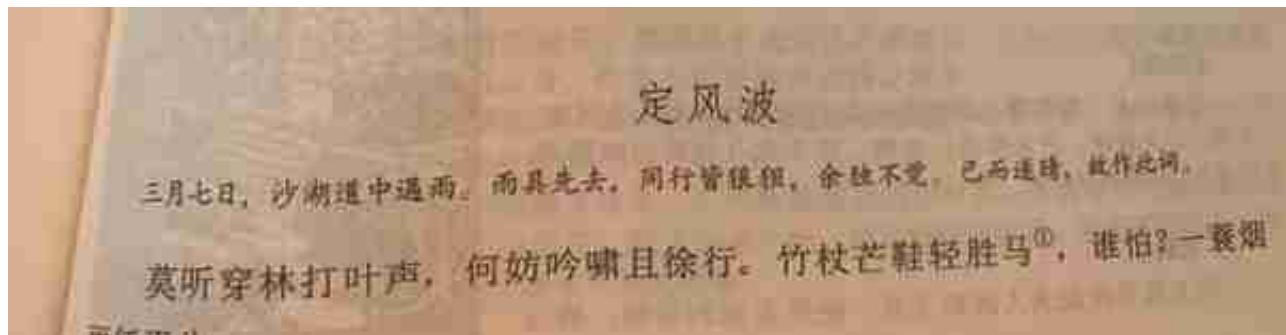 定风波
三月七日，沙湖道中遇雨。雨具先去，同行皆狼狈，余独不觉。已而遂晴，故作此词。
莫听穿林打叶声，何妨吟啸且徐行。竹杖芒鞋轻胜马①，谁怕？一蓑烟